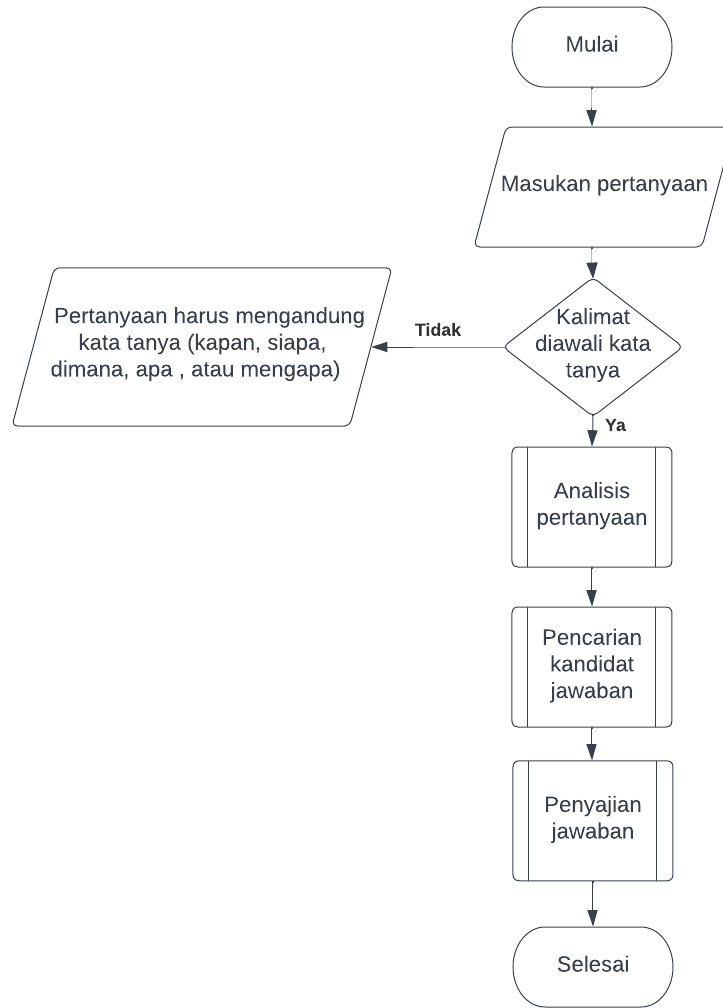 Mulai
Masukan pertanyaan
Kalimat
diawali kata
tanya
Tidak
Pertanyaan harus mengandung
kata tanya (kapan, siapa,
dimana, apa , atau mengapa)
Ya
Analisis
pertanyaan
Pencarian
kandidat
jawaban
Penyajian
jawaban
Selesai